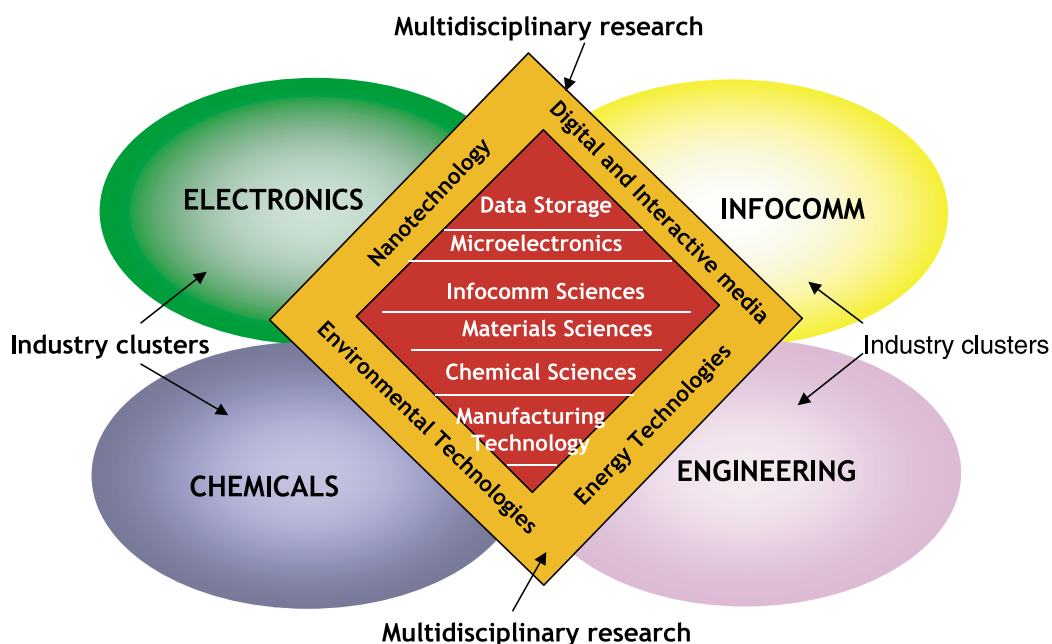 Multidisciplinary research
ELECTRONICS
INFOCOMM
Nanotechnology
Digital and Interactive media
Data Storage
Microelectronics
Infocomm Sciences
Materials Sciences
Chemical Sciences
Manufacturing
Technology
Industry clusters
Industry clusters
Environmental Technologies
Energy Technologies
CHEMICALS
ENGINEERING
Multidisciplinary research